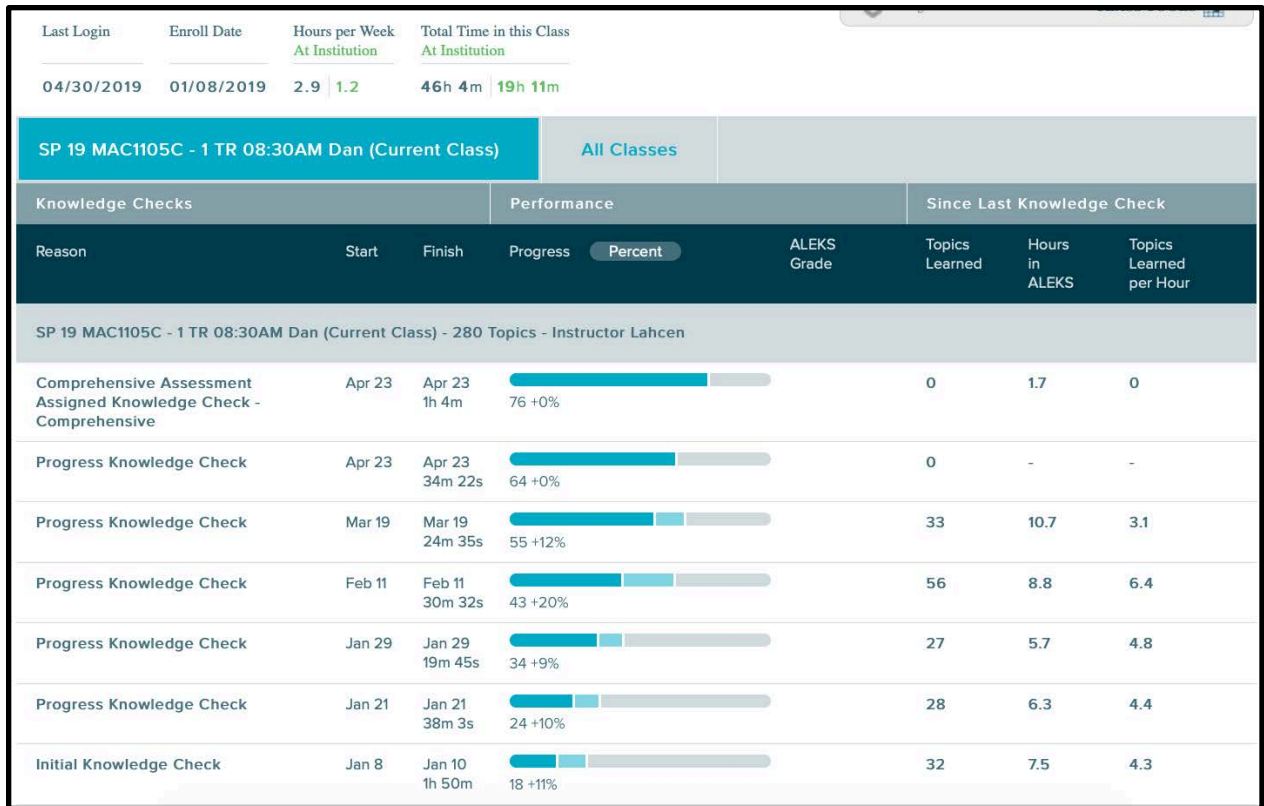 Last Login Enroll Date Hours per Week Total Time in this Class
At Institution At Institution
04/30/2019 01/08/2019 2.9 1.2 46h 4m 19h 11m
SP 19 MAC1105C - 1 TR 08:30AM Dan (Current Class) All Classes
Knowledge Checks Performance Since Last Knowledge Check
Reason Start Finish Progress Percent ALEKS Grade Topics Learned Hours in ALEKS Topics Learned per Hour
SP 19 MAC1105C - 1 TR 08:30AM Dan (Current Class) - 280 Topics - Instructor Lahcen
Comprehensive Assessment Apr 23 Apr 23 0 1.7 0
Assigned Knowledge Check - 1h 4m 76 +0%
Comprehensive
Progress Knowledge Check Apr 23 Apr 23 0 - -
34m 22s 64 +0%
Progress Knowledge Check Mar 19 Mar 19 33 10.7 3.1
24m 35s 55 +12%
Progress Knowledge Check Feb 11 Feb 11 56 8.8 6.4
30m 32s 43 +20%
Progress Knowledge Check Jan 29 Jan 29 27 5.7 4.8
19m 45s 34 +9%
Progress Knowledge Check Jan 21 Jan 21 28 6.3 4.4
38m 3s 24 +10%
Initial Knowledge Check Jan 8 Jan 10 32 7.5 4.3
1h 50m 18 +11%